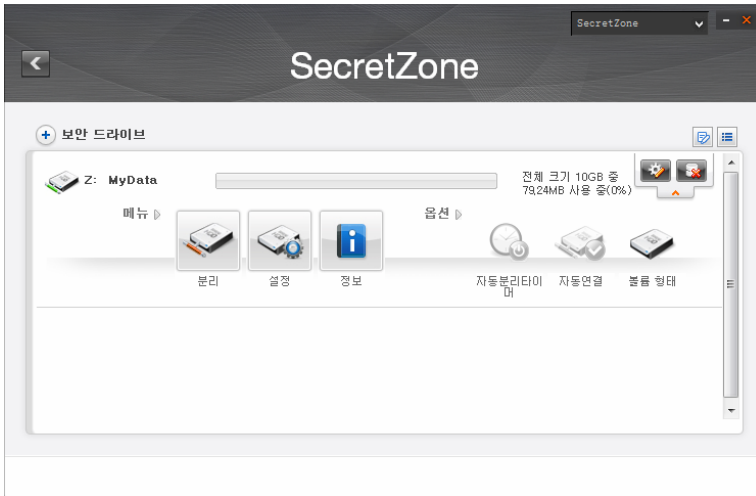 SecretZone
SecretZone
보안 드라이브
Z: MyData
전체 크기 10GB 중
79,24MB 사용 중(0%)
메뉴
옵션
분리
설정
정보
자동분리타이
머
자동연결
볼륨 형태